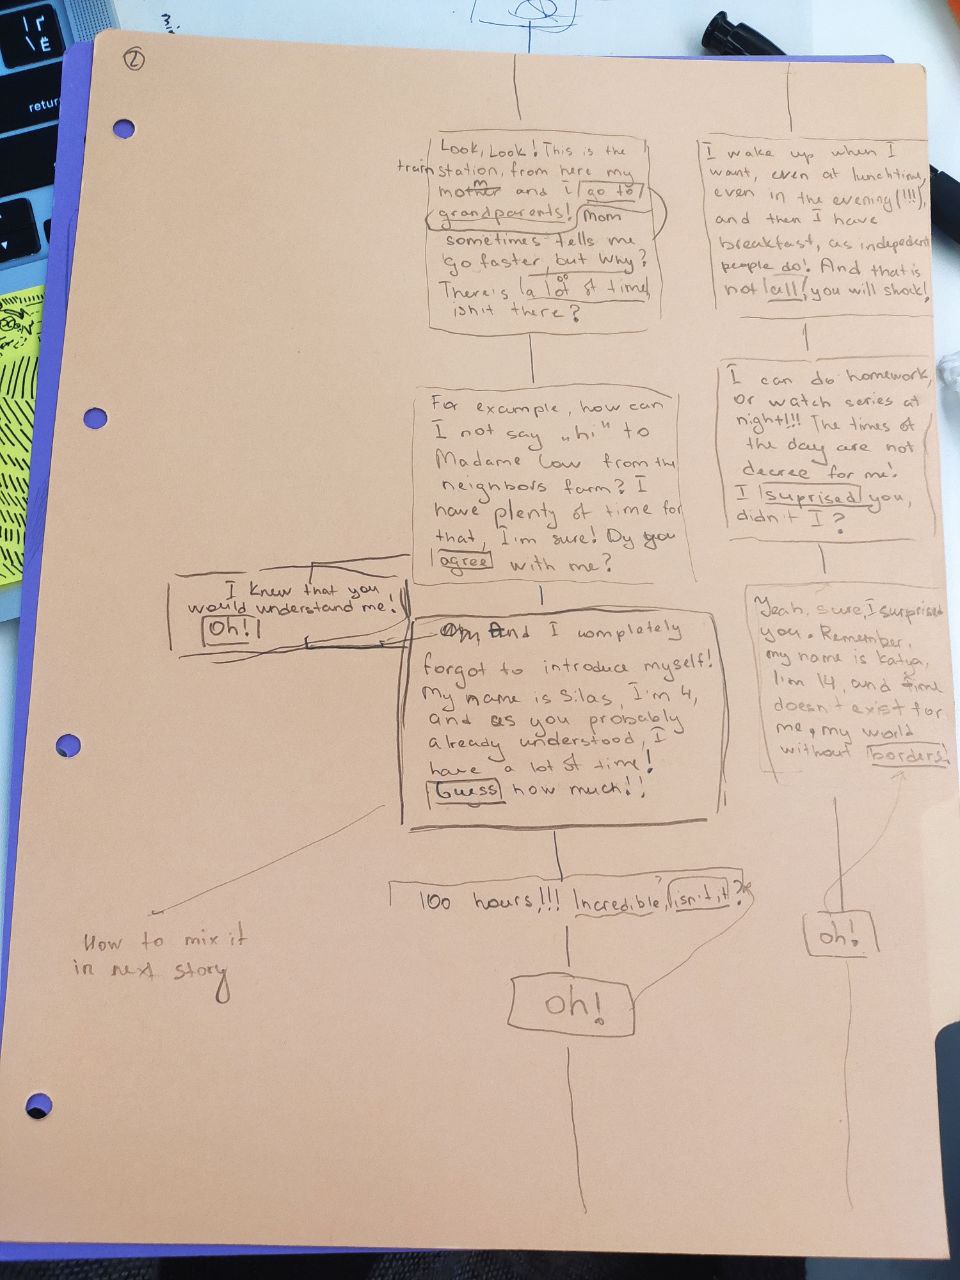 return
2
Look, Look! This is the
train station, from here my
mom and i go to
grandparents! Mom
sometimes tells me
go faster, but why?
There's a lot of time,
isn't it there?
For example, how can
I not say „hi" to
Madame Cow from the
neighbors farm? I
have plenty of time for
that, I'm sure! Dy you
agree with me?
I knew that you
would understand me!
Oh!
And I completely
forgot to introduce myself!
My name is Silas, I'm 4,
and as you probably
already understood, I
have a lot of time!
Guess how much!!
100 hours!!! Incredible, isn't it?
Oh!
How to mix it
in next story
I wake up when I
want, even at lunchtime,
even in the evening(!!!),
and then I have
breakfast, as indepedent
people do! And that is
not all, you will shock!
I can do homework,
or watch series at
night!!! The times of
the day are not
decree for me!
I suprised you,
didn't I?
Yeah, sure, I surprised
you. Remember,
my name is Katya,
I'm 14, and time
doesn't exist for
me, my world
without borders!
Oh!